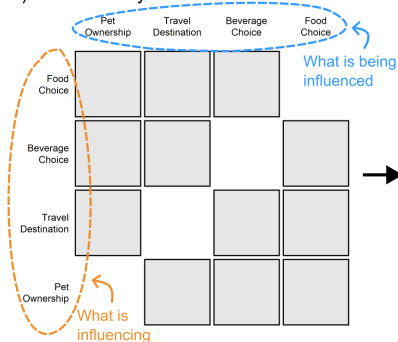 Pet
Ownership
Travel
Destination
Beverage
Choice
Food
Choice
What is being
influenced
Food
Choice
Beverage
Choice
Travel
Destination
Pet
Ownership
What is
influencing